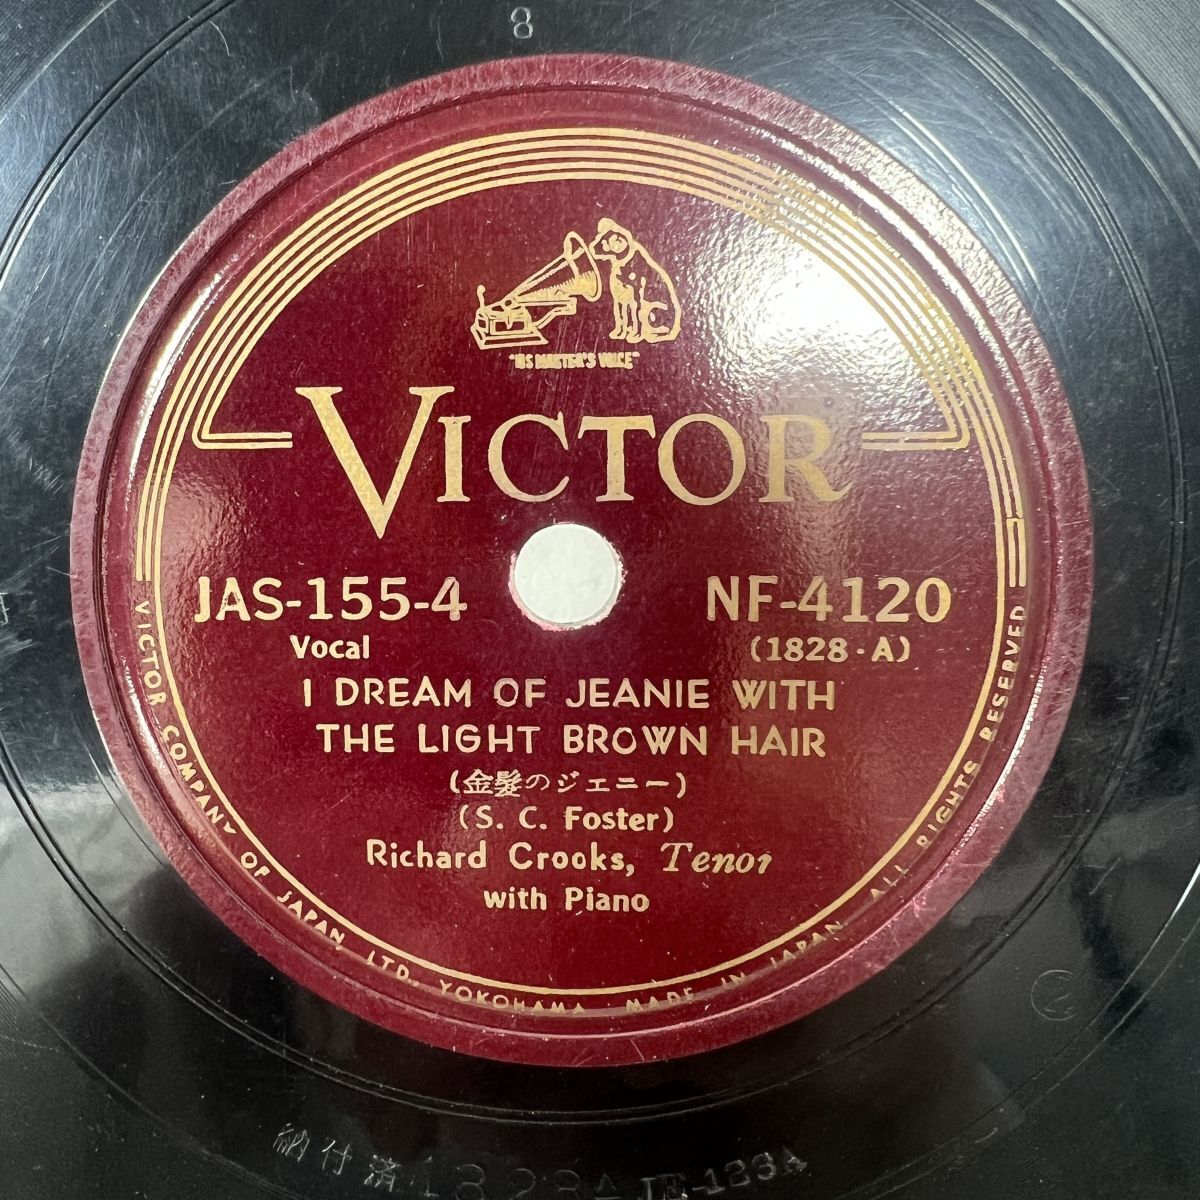 8
"HIS MASTER'S VOICE"
VICTOR
JAS-155-4
NF-4120
Vocal
(1828-A)
I DREAM OF JEANIE WITH
THE LIGHT BROWN HAIR
(金髪のジェニー)
(S. C. Foster)
Richard Crooks, Tenor
with Piano
VICTOR COMPANY OF JAPAN, LTD., YOKOHAMA MADE IN JAPAN ALL RIGHTS RESERVED
納付済 1828A